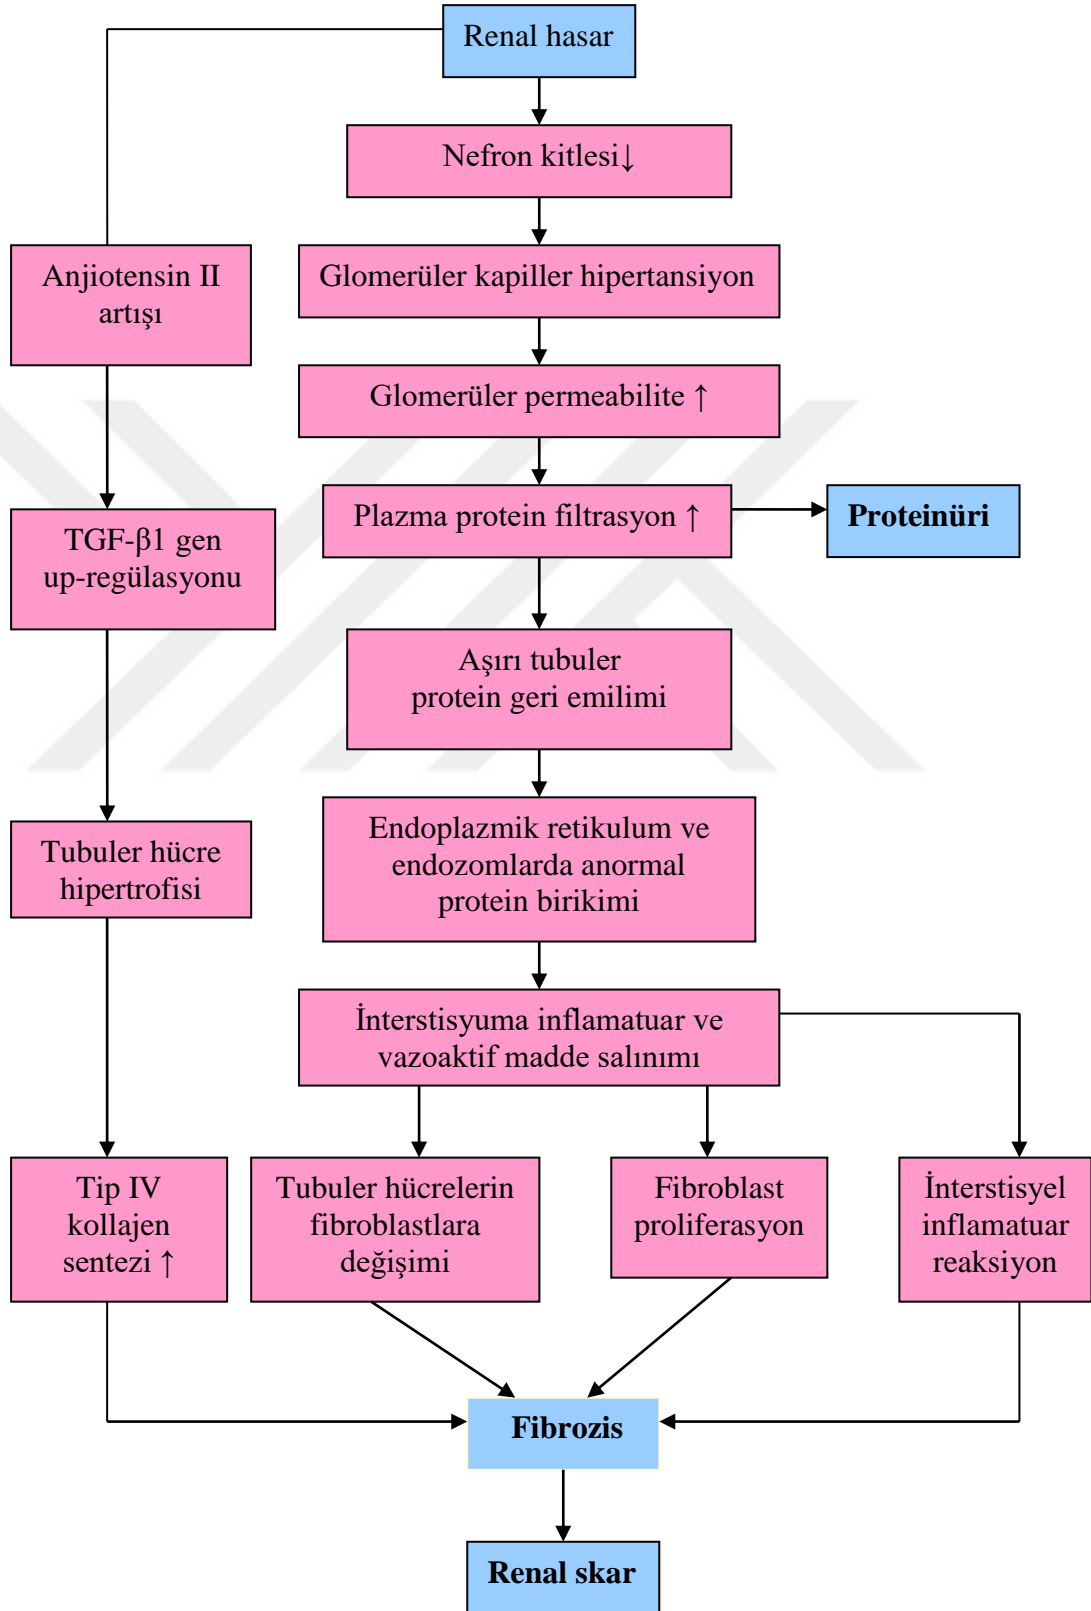 Renal hasar
Nefron kitlesi↓
Anjiotensin II
artışı
Glomerüler kapiller hipertansiyon
Glomerüler permeabilite ↑
Plazma protein filtrasyon ↑
Proteinüri
TGF-β1 gen
up-regülasyonu
Aşırı tubuler
protein geri emilimi
Tubuler hücre
hipertrofisi
Endoplazmik retikulum ve
endozomlarda anormal
protein birikimi
İnterstisyuma inflamatuar ve
vazoaktif madde salınımı
Tip IV
kollajen
sentezi ↑
Tubuler hücrelerin
fibroblastlara
değişimi
Fibroblast
proliferasyon
İnterstisyel
inflamatuar
reaksiyon
Fibrozis
Renal skar